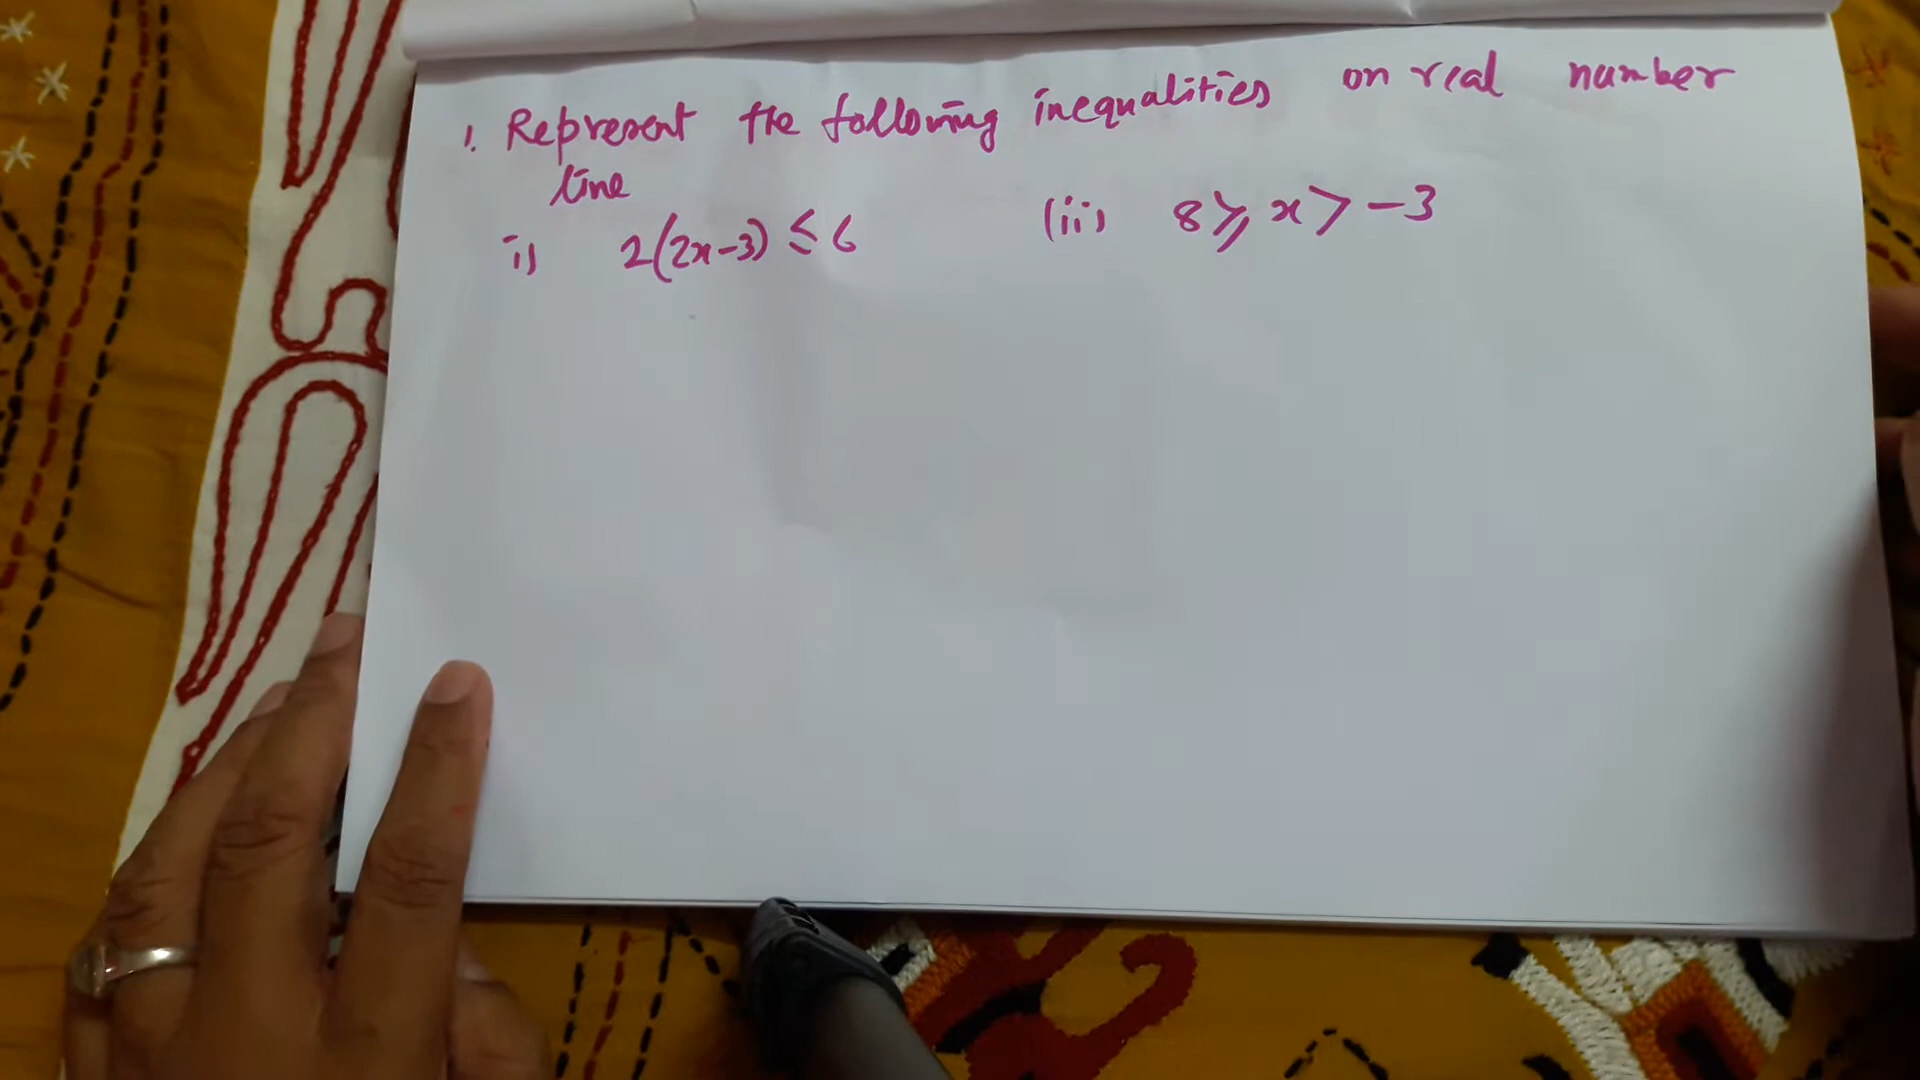 1. Represent the following inequalities on real number
line
i) 2(2x-3) ≤ 6 (ii) 8 ⩾ x > -3